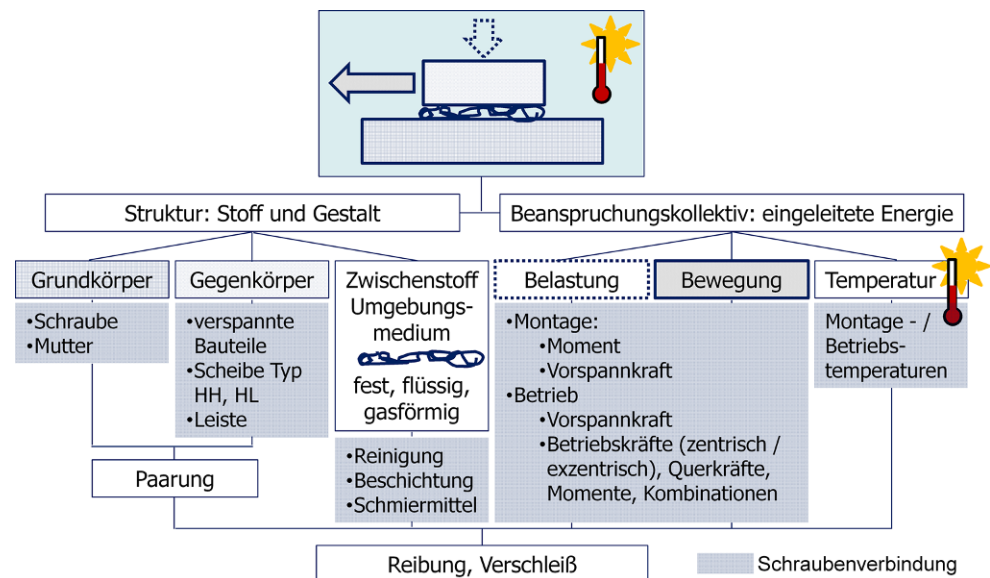 Struktur: Stoff und Gestalt
Beanspruchungskollektiv: eingeleitete Energie
Grundkörper
•Schraube
•Mutter
Gegenkörper
•verspannte
Bauteile
•Scheibe Typ
HH, HL
•Leiste
Paarung
Zwischenstoff
Umgebungs-
medium
fest, flüssig,
gasförmig
•Reinigung
•Beschichtung
•Schmiermittel
Belastung
Bewegung
•Montage:
•Moment
•Vorspannkraft
•Betrieb
•Vorspannkraft
•Betriebskräfte (zentrisch /
exzentrisch), Querkräfte,
Momente, Kombinationen
Temperatur
Montage - /
Betriebs-
temperaturen
Reibung, Verschleiß
Schraubenverbindung